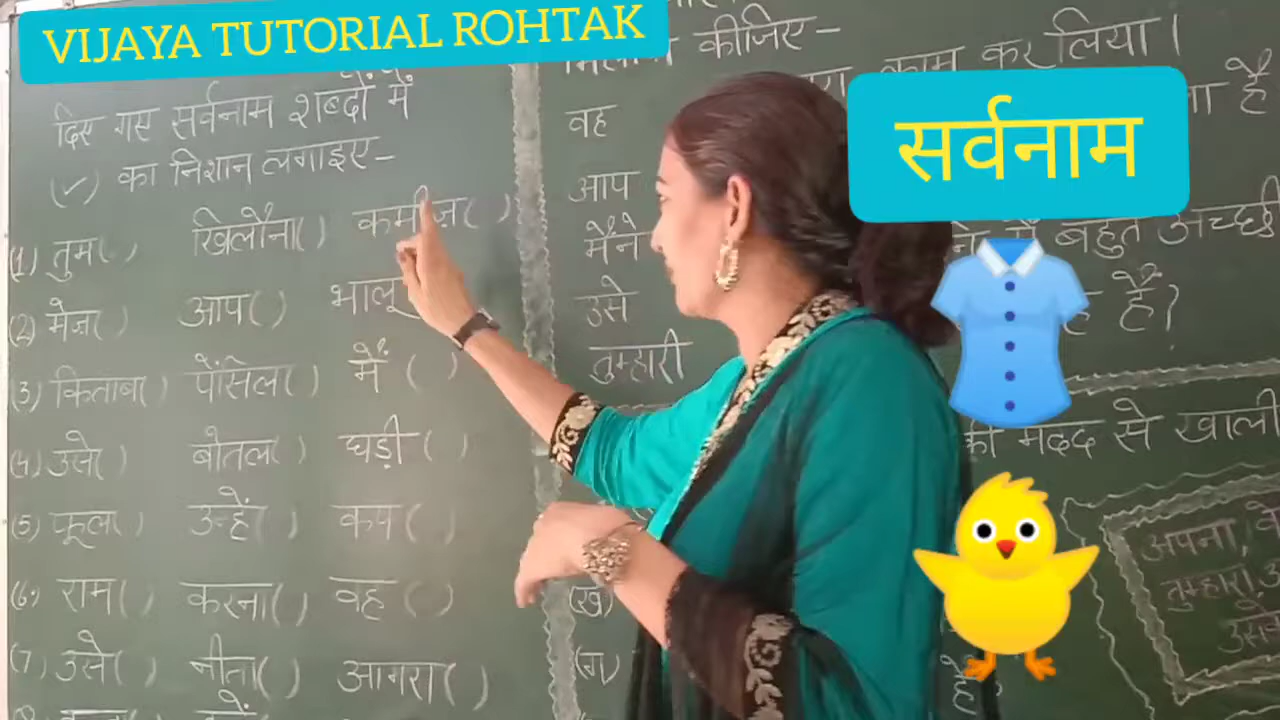 VIJAYA TUTORIAL ROHTAK
सर्वनाम
दिए गए सर्वनाम शब्दों में
(✓) का निशान लगाइए-
(1) तुम( ) खिलौना( ) कमीज़( )
(2) मेज( ) आप( ) भालू
(3) किताब( ) पेंसिल( ) मैं ( )
(4) उसे( ) बोतल( ) घड़ी ( )
(5) फूल( ) उन्हें( ) कप( )
(6) राम( ) करना( ) वह( )
(7) उसे( ) नीता( ) आगरा( )
कीजिए-
काम कर लिया।
वह है
आप
मैंने में बहुत अच्छी
उसे हैं?
तुम्हारी
की मदद से खाली
अपना, वे
तुम्हारा,
(ख)
(ग) है